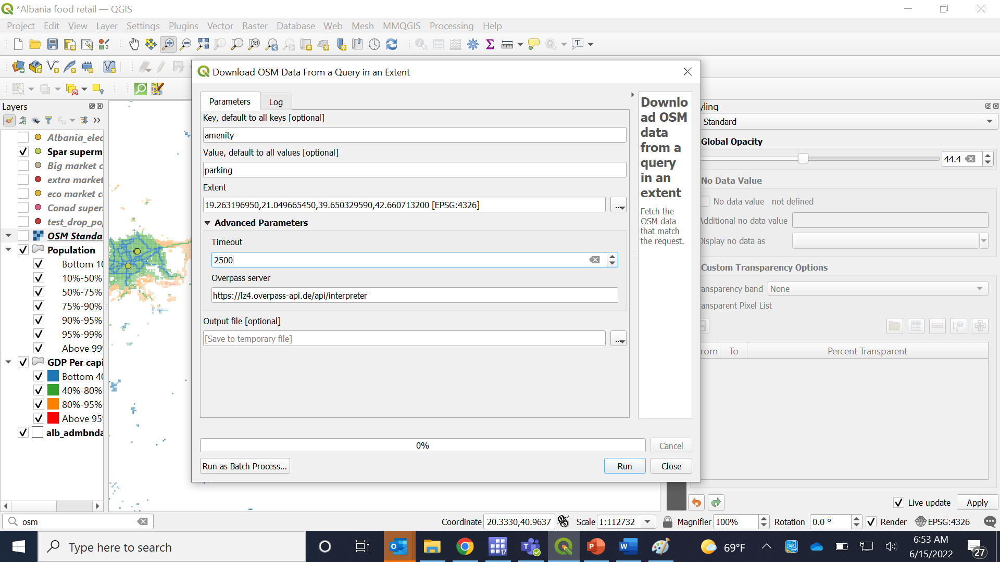 *Albania food retail — QGIS
Project Edit View Layer Settings Plugins Vector Raster Database Web Mesh MMQGIS Processing Help
Download OSM Data From a Query in an Extent
Parameters
Log
Key, default to all keys [optional]
amenity
Value, default to all values [optional]
parking
Extent
19.263196950,21.049665450,39.650329590,42.660713200 [EPSG:4326]
...
Advanced Parameters
Timeout
2500
Overpass server
https://lz4.overpass-api.de/api/interpreter
Output file [optional]
[Save to temporary file]
...
0%
Cancel
Run as Batch Process...
Run
Close
Downlo
ad OSM
data
from a
query
in an
extent
Fetch the
OSM data
that match
the request.
Layers
Albania_elec
Spar superma
Big market c
extra market
eco market c
Conad super
test_drop_po
OSM Standa
Population
Bottom 10
10%-50%
50%-75%
75%-90%
90%-95%
95%-99%
Above 99
GDP Per capi
Bottom 40
40%-80%
80%-95%
Above 95
alb_admbnda
yling
Standard
Global Opacity
44.4
No Data Value
No data value not defined
Additional no data value
Display no data as
Custom Transparency Options
ansparency band
None
ansparent Pixel List
rom
To
Percent Transparent
Live update
Apply
osm
Coordinate 20.3330,40.9637
Scale 1:112732
Magnifier 100%
Rotation 0.0 °
Render
EPSG:4326
Type here to search
17
69°F
6:53 AM
6/15/2022
27